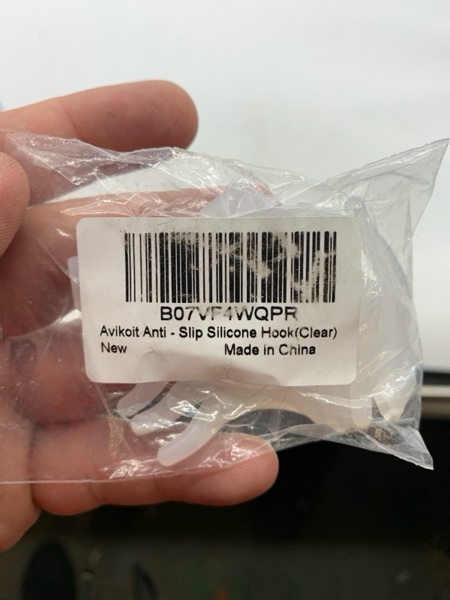 B07VF4WQPR
Avikoit Anti - Slip Silicone Hook(Clear)
New Made in China